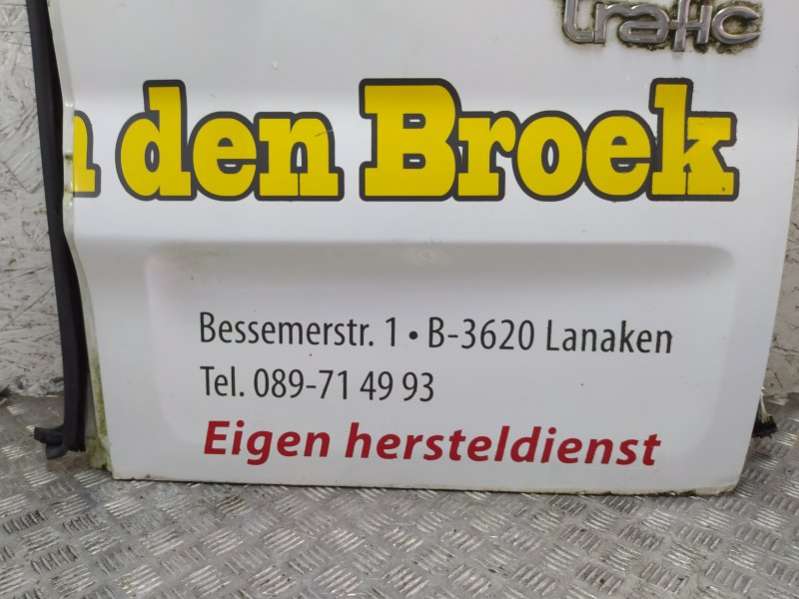 trafic
n den Broek
Bessemerstr. 1 • B-3620 Lanaken
Tel. 089-71 49 93
Eigen hersteldienst